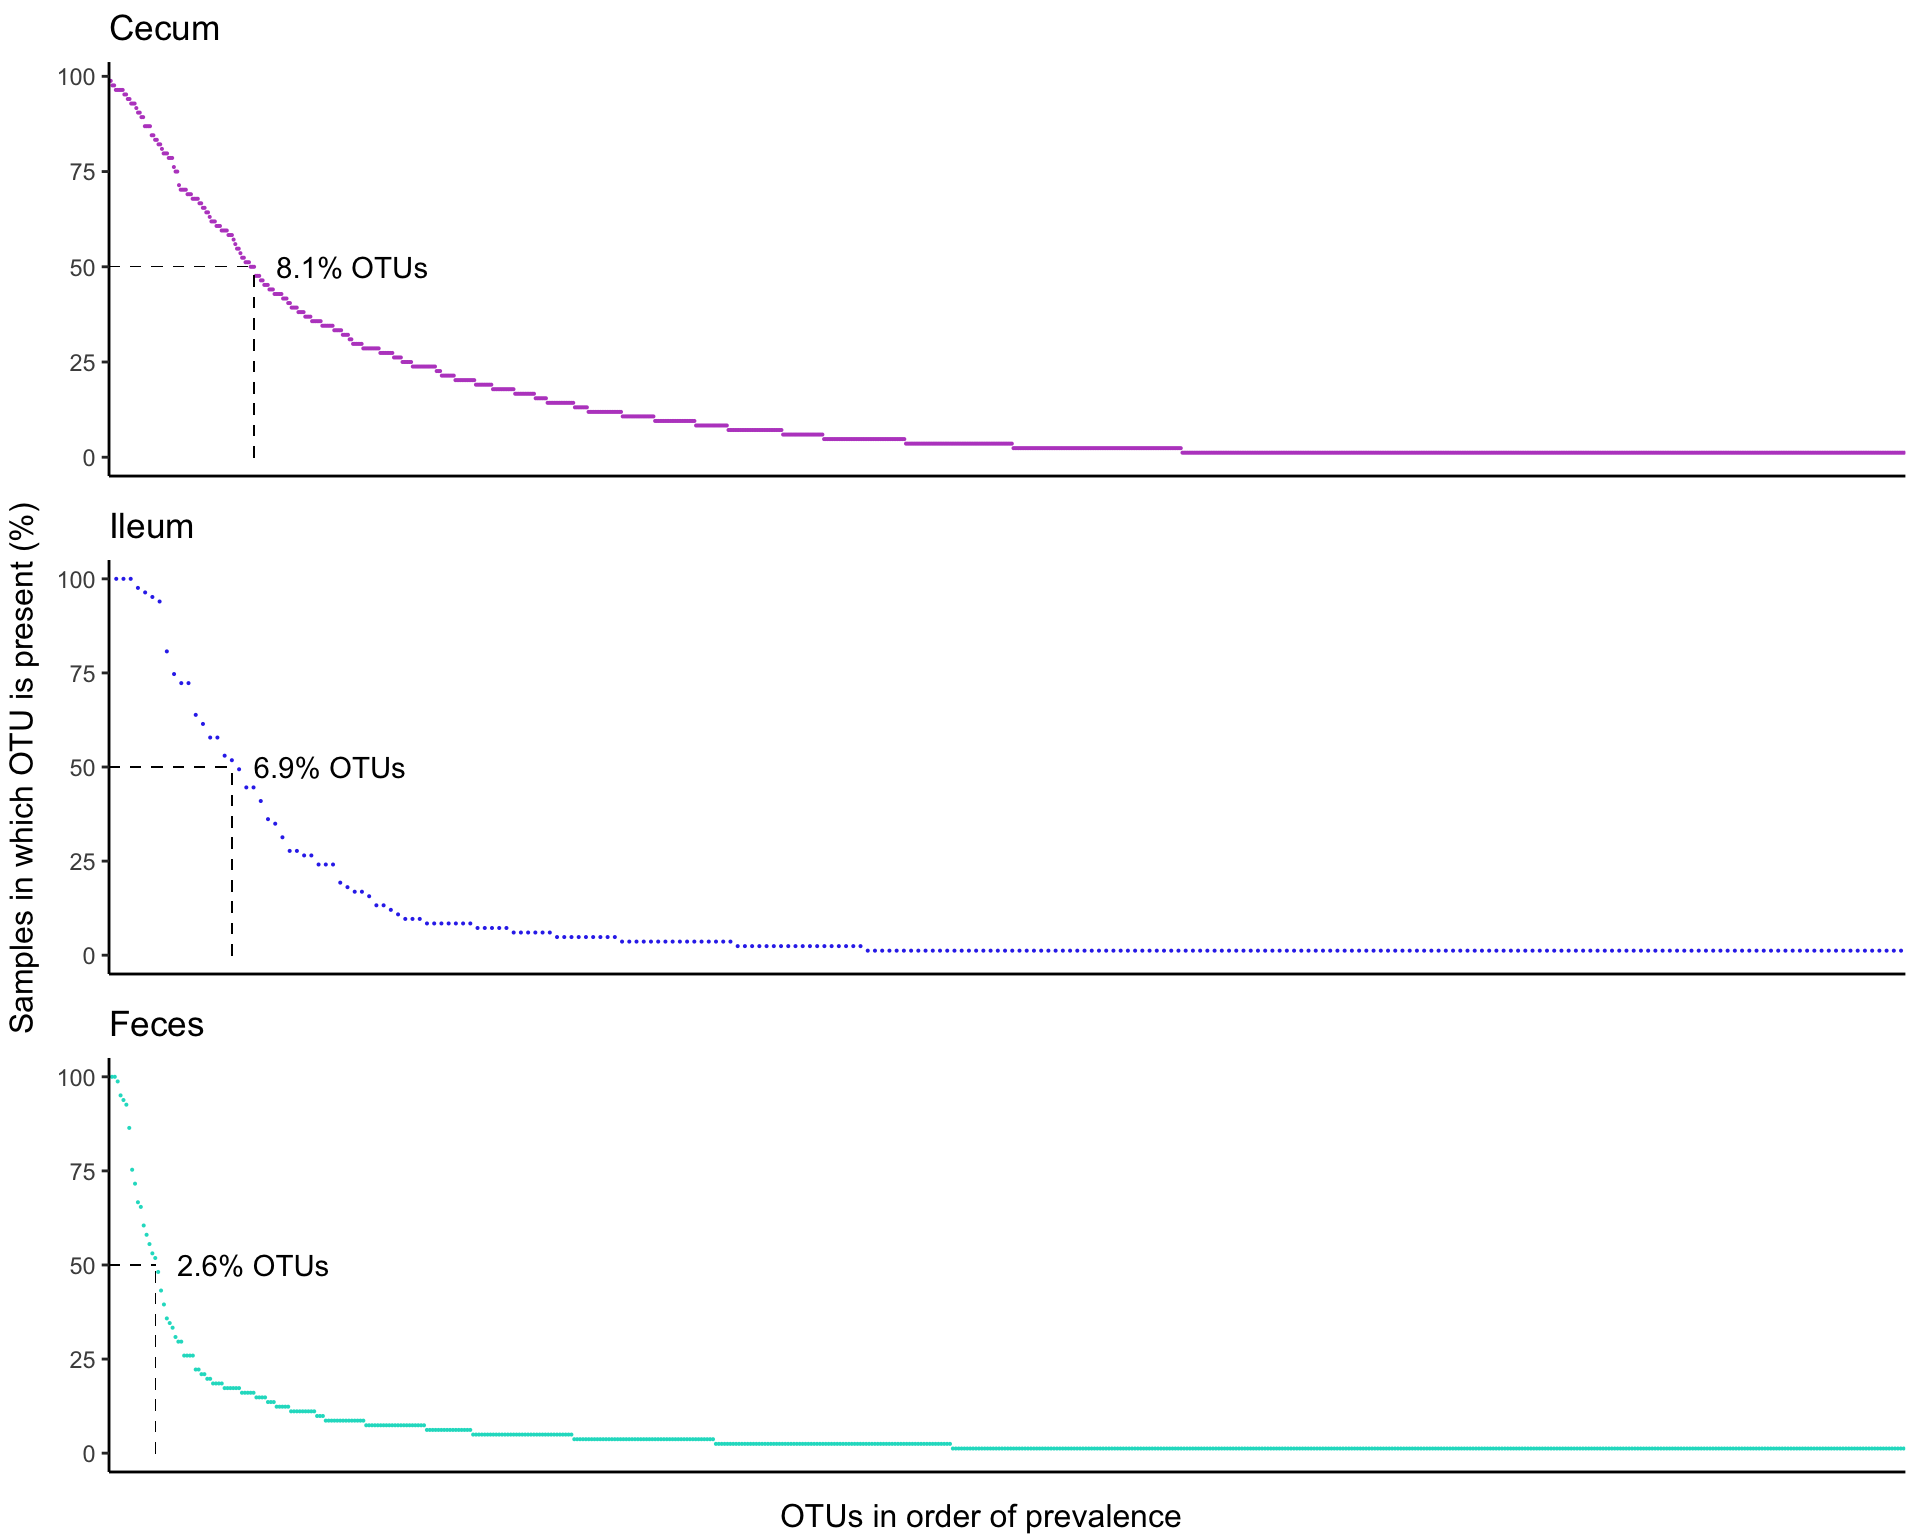 Cecum
100
75
50
25
0
8.1% OTUs
Samples in which OTU is present (%)
Ileum
100
75
50
25
0
6.9% OTUs
Feces
100
75
50
25
0
2.6% OTUs
OTUs in order of prevalence